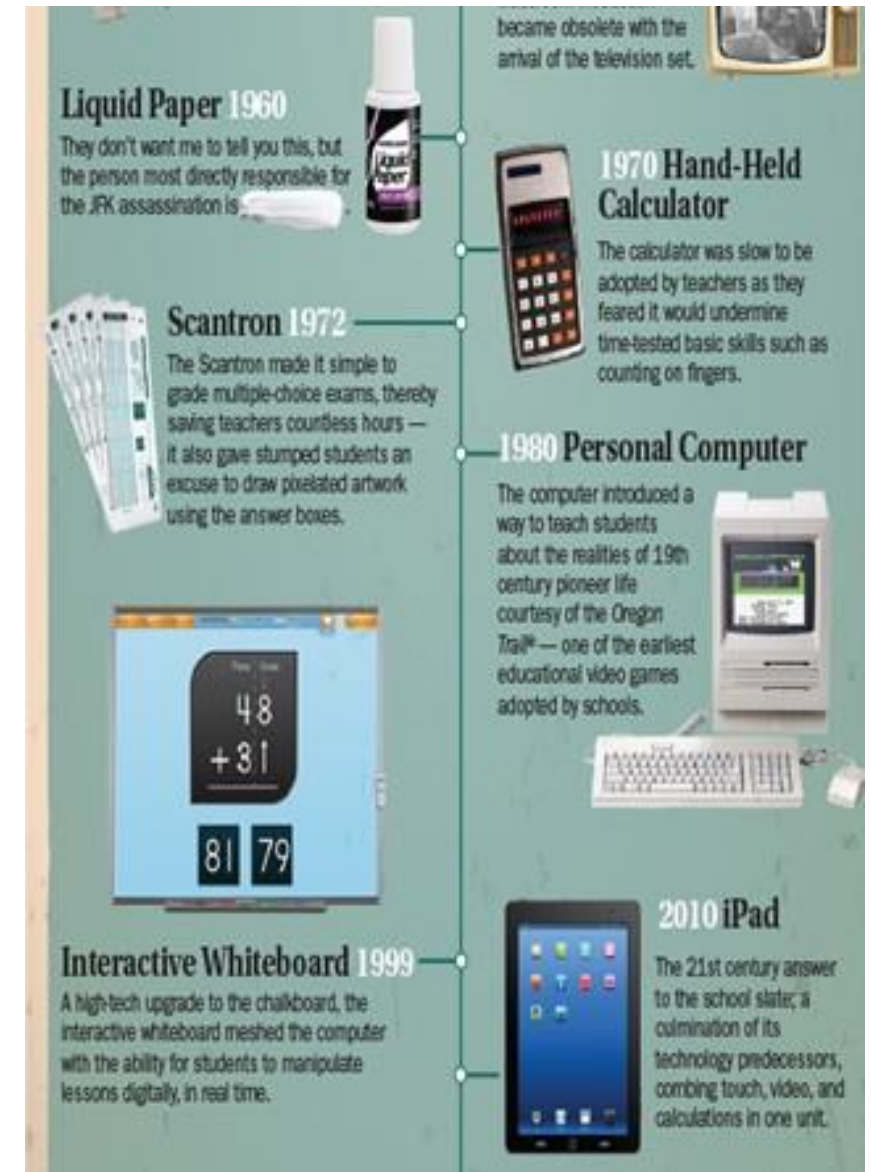 became obsolete with the
arrival of the television set.
Liquid Paper 1960
They don't want me to tell you this, but
the person most directly responsible for
the JFK assassination is .
Liquid
Paper
1970 Hand-Held
Calculator
The calculator was slow to be
adopted by teachers as they
feared it would undermine
time-tested basic skills such as
counting on fingers.
Scantron 1972
The Scantron made it simple to
grade multiple-choice exams, thereby
saving teachers countless hours —
it also gave stumped students an
excuse to draw pixelated artwork
using the answer boxes.
1980 Personal Computer
The computer introduced a
way to teach students
about the realities of 19th
century pioneer life
courtesy of the Oregon
Trail® — one of the earliest
educational video games
adopted by schools.
48
+31
81 79
Interactive Whiteboard 1999
A high-tech upgrade to the chalkboard, the
interactive whiteboard meshed the computer
with the ability for students to manipulate
lessons digitally, in real time.
2010 iPad
The 21st century answer
to the school slate; a
culmination of its
technology predecessors,
combing touch, video, and
calculations in one unit.